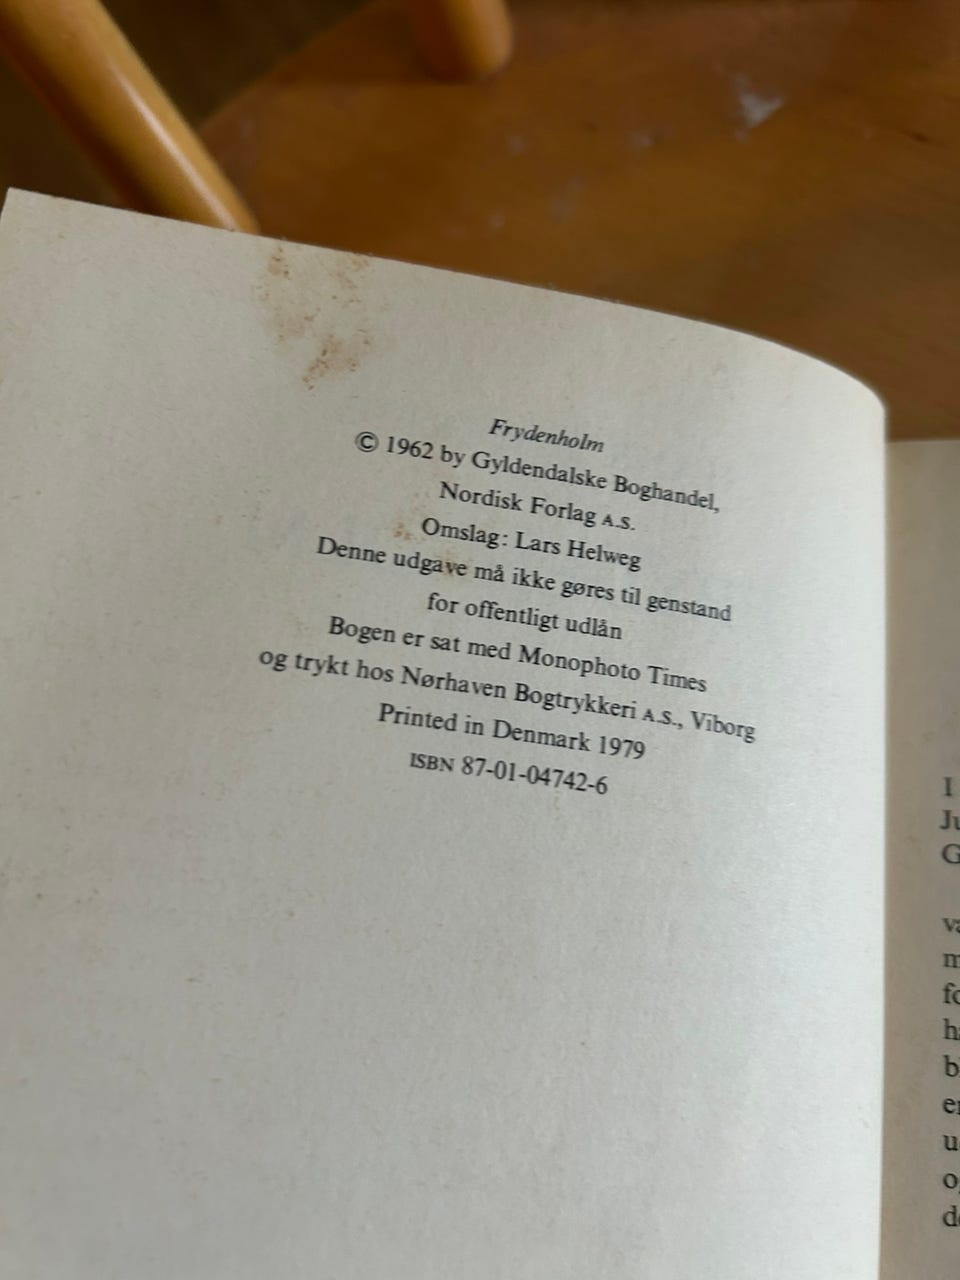 Frydenholm
© 1962 by Gyldendalske Boghandel,
Nordisk Forlag A.S.
Omslag: Lars Helweg
Denne udgave må ikke gøres til genstand
for offentligt udlån
Bogen er sat med Monophoto Times
og trykt hos Nørhaven Bogtrykkeri A.S., Viborg
Printed in Denmark 1979
ISBN 87-01-04742-6
I